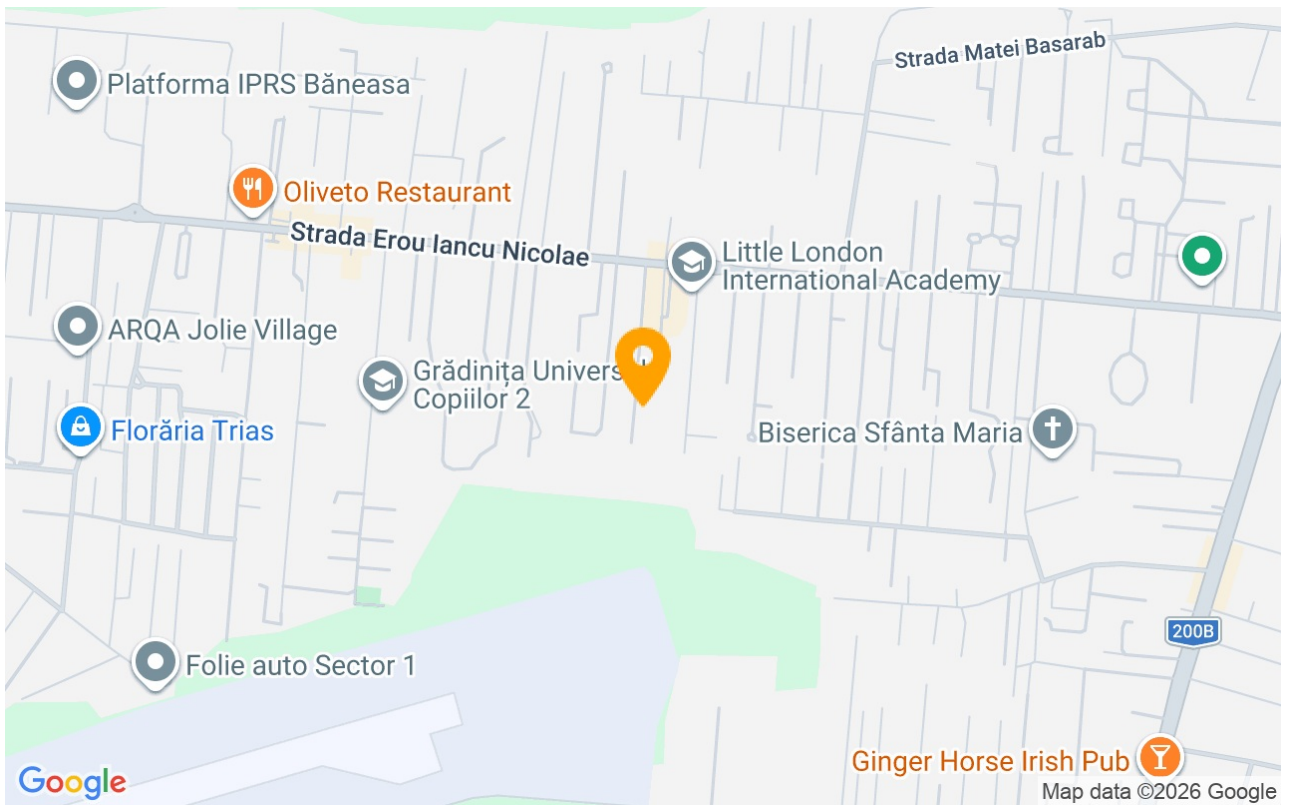 Strada Matei Basarab
Platforma IPRS Băneasa
Oliveto Restaurant
Strada Erou Iancu Nicolae
Little London
International Academy
ARQA Jolie Village
Grădinița Univers
Copiilor 2
Florăria Trias
Biserica Sfânta Maria
200B
Folie auto Sector 1
Ginger Horse Irish Pub
Google
Map data ©2026 Google